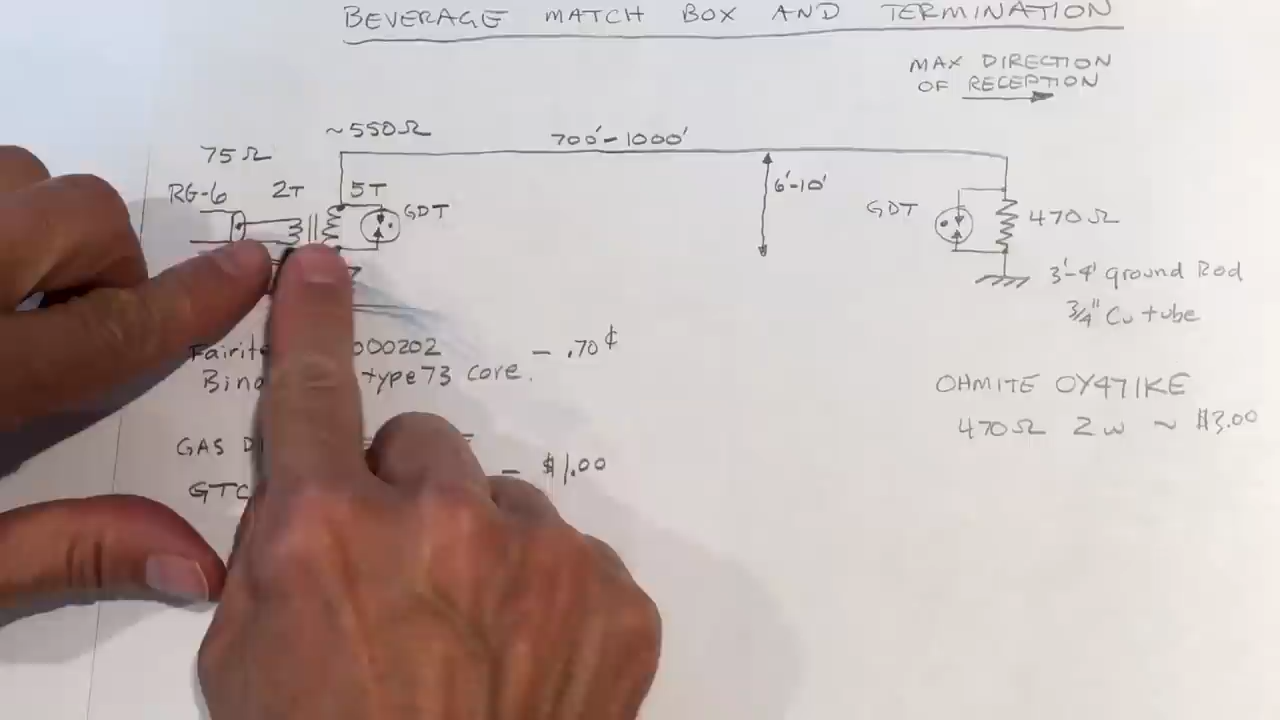 BEVERAGE MATCH BOX AND TERMINATION
MAX DIRECTION
OF RECEPTION
~550Ω
700'-1000'
75Ω
RG-6
2T
5T
GDT
6'-10'
GDT
470Ω
3'-4' ground Rod
3/4" Cu tube
000202 - .70¢
type 73 core.
GAS
- $1.00
OHMITE OY471KE
470Ω 2w ~ $3.00